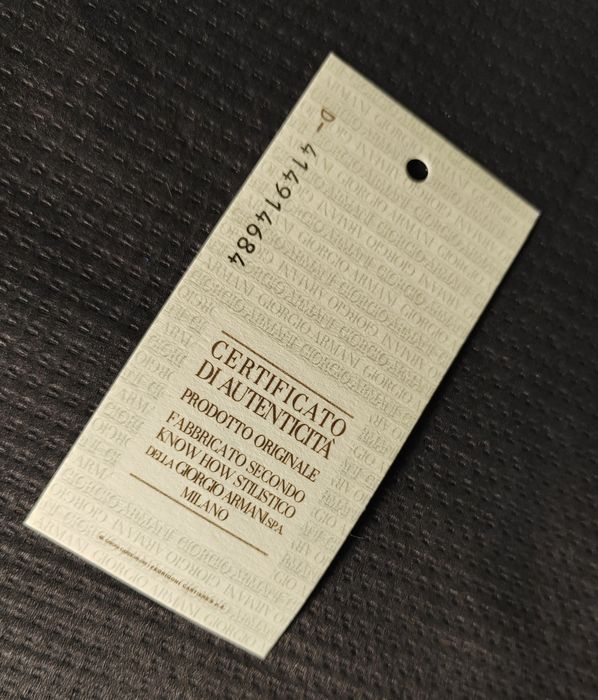 D-414914684
CERTIFICATO
DI AUTENTICITÀ
PRODOTTO ORIGINALE
FABBRICATO SECONDO
KNOW HOW STILISTICO
DELLA GIORGIO ARMANI SPA
MILANO